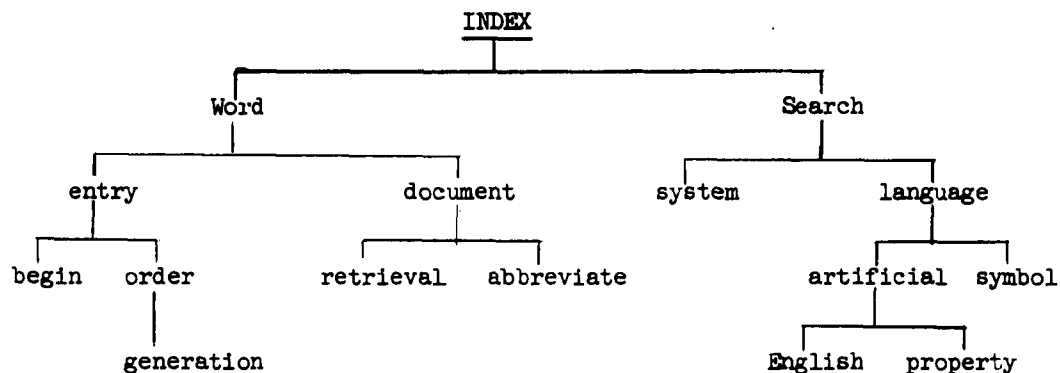 INDEX
Word Search
entry document system language
begin order retrieval abbreviate artificial symbol
generation English property